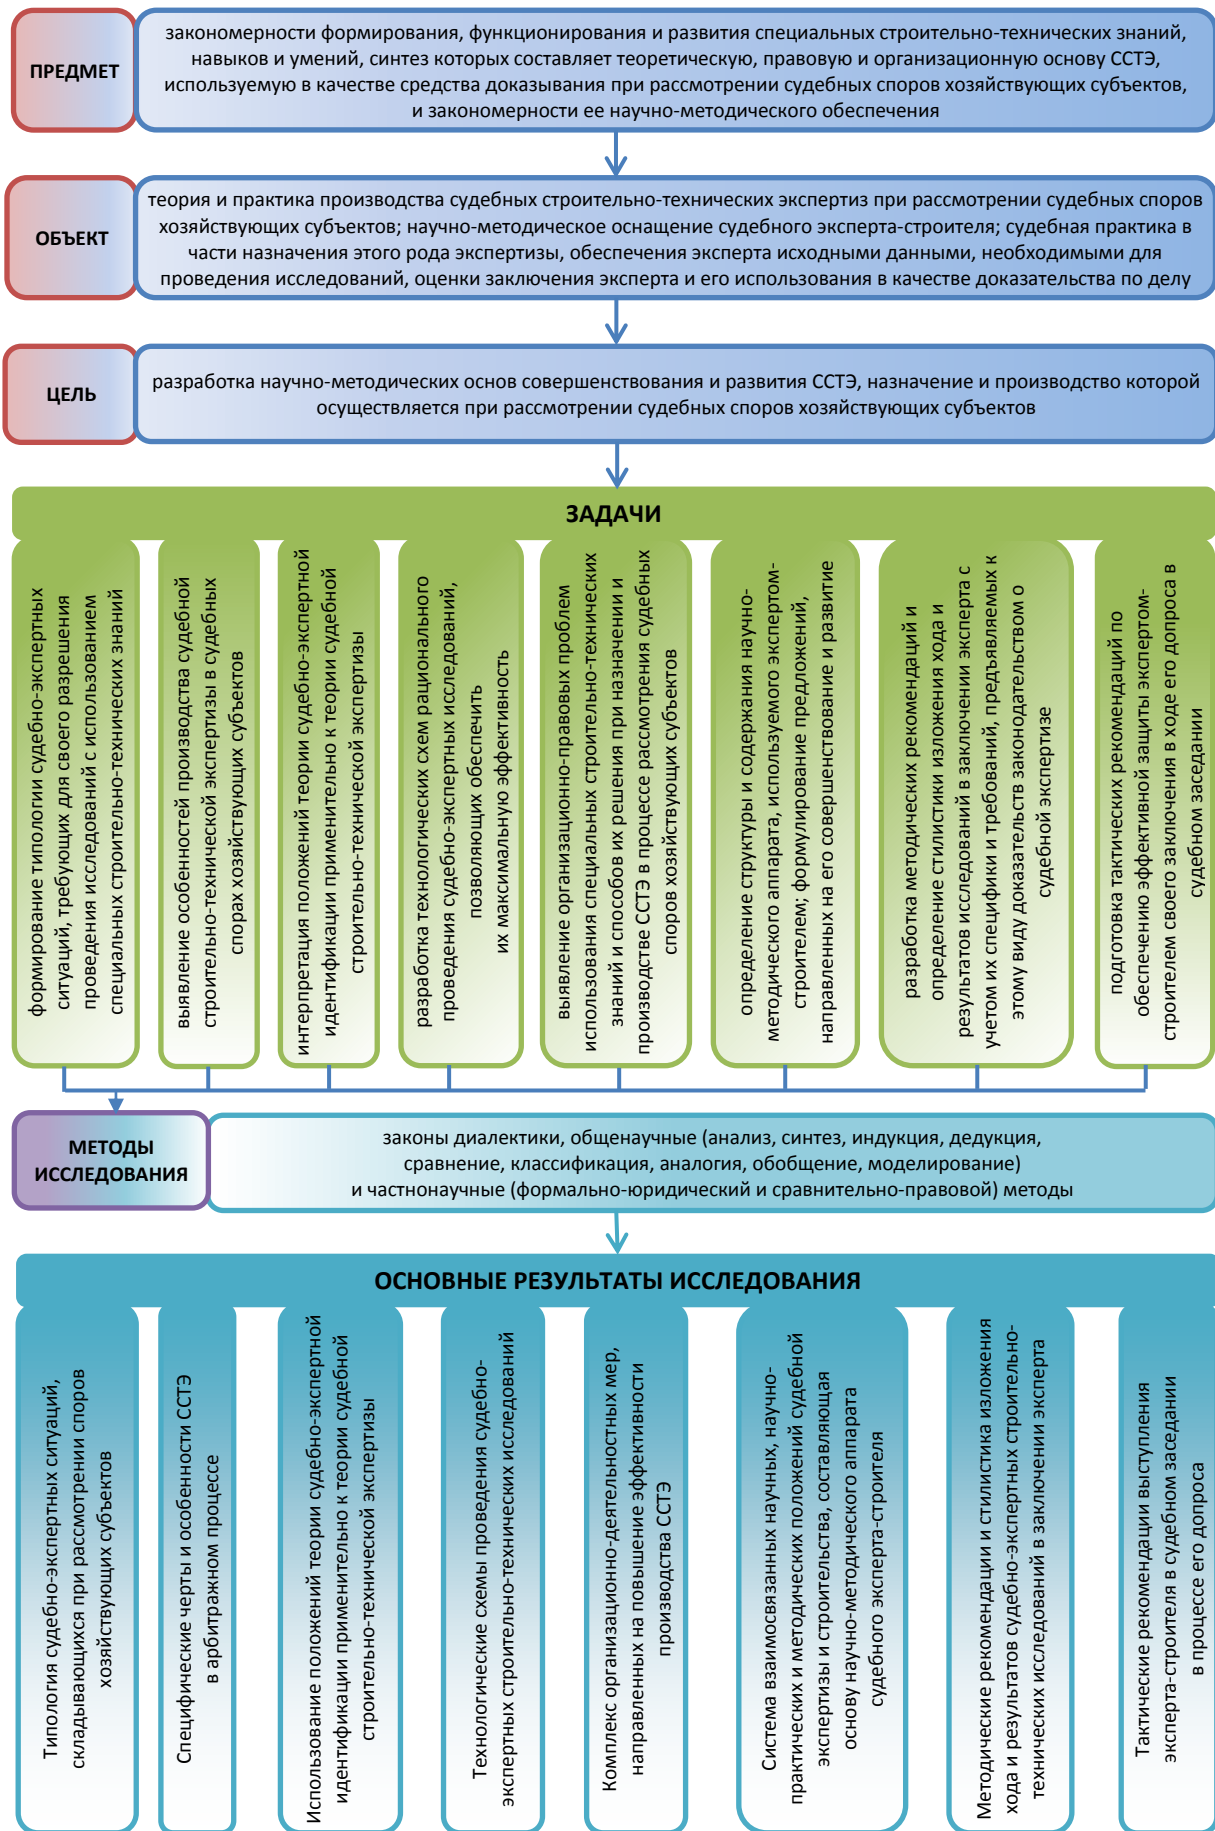 ПРЕДМЕТ
закономерности формирования, функционирования и развития специальных строительно-технических знаний,
навыков и умений, синтез которых составляет теоретическую, правовую и организационную основу ССТЭ,
используемую в качестве средства доказывания при рассмотрении судебных споров хозяйствующих субъектов,
и закономерности ее научно-методического обеспечения
ОБЪЕКТ
теория и практика производства судебных строительно-технических экспертиз при рассмотрении судебных споров
хозяйствующих субъектов; научно-методическое оснащение судебного эксперта-строителя; судебная практика в
части назначения этого рода экспертизы, обеспечения эксперта исходными данными, необходимыми для
проведения исследований, оценки заключения эксперта и его использования в качестве доказательства по делу
ЦЕЛЬ
разработка научно-методических основ совершенствования и развития ССТЭ, назначение и производство которой
осуществляется при рассмотрении судебных споров хозяйствующих субъектов
ЗАДАЧИ
формирование типологии судебно-экспертных
ситуаций, требующих для своего разрешения
проведения исследований с использованием
специальных строительно-технических знаний
выявление особенностей производства судебной
строительно-технической экспертизы в судебных
спорах хозяйствующих субъектов
интерпретация положений теории судебно-экспертной
идентификации применительно к теории судебной
строительно-технической экспертизы
разработка технологических схем рационального
проведения судебно-экспертных исследований,
позволяющих обеспечить
их максимальную эффективность
выявление организационно-правовых проблем
использования специальных строительно-технических
знаний и способов их решения при назначении и
производстве ССТЭ в процессе рассмотрения судебных
споров хозяйствующих субъектов
определение структуры и содержания научно-
методического аппарата, используемого экспертом-
строителем; формулирование предложений,
направленных на его совершенствование и развитие
разработка методических рекомендаций и
определение стилистики изложения хода и
результатов исследований в заключении эксперта с
учетом их специфики и требований, предъявляемых к
этому виду доказательств законодательством о
судебной экспертизе
подготовка тактических рекомендаций по
обеспечению эффективной защиты экспертом-
строителем своего заключения в ходе его допроса в
судебном заседании
МЕТОДЫ
ИССЛЕДОВАНИЯ
законы диалектики, общенаучные (анализ, синтез, индукция, дедукция,
сравнение, классификация, аналогия, обобщение, моделирование)
и частнонаучные (формально-юридический и сравнительно-правовой) методы
ОСНОВНЫЕ РЕЗУЛЬТАТЫ ИССЛЕДОВАНИЯ
Типология судебно-экспертных ситуаций,
складывающихся при рассмотрении споров
хозяйствующих субъектов
Специфические черты и особенности ССТЭ
в арбитражном процессе
Использование положений теории судебно-экспертной
идентификации применительно к теории судебной
строительно-технической экспертизы
Технологические схемы проведения судебно-
экспертных строительно-технических исследований
Комплекс организационно-деятельностных мер,
направленных на повышение эффективности
производства ССТЭ
Система взаимосвязанных научных, научно-
практических и методических положений судебной
экспертизы и строительства, составляющая
основу научно-методического аппарата
судебного эксперта-строителя
Методические рекомендации и стилистика изложения
хода и результатов судебно-экспертных строительно-
технических исследований в заключении эксперта
Тактические рекомендации выступления
эксперта-строителя в судебном заседании
в процессе его допроса